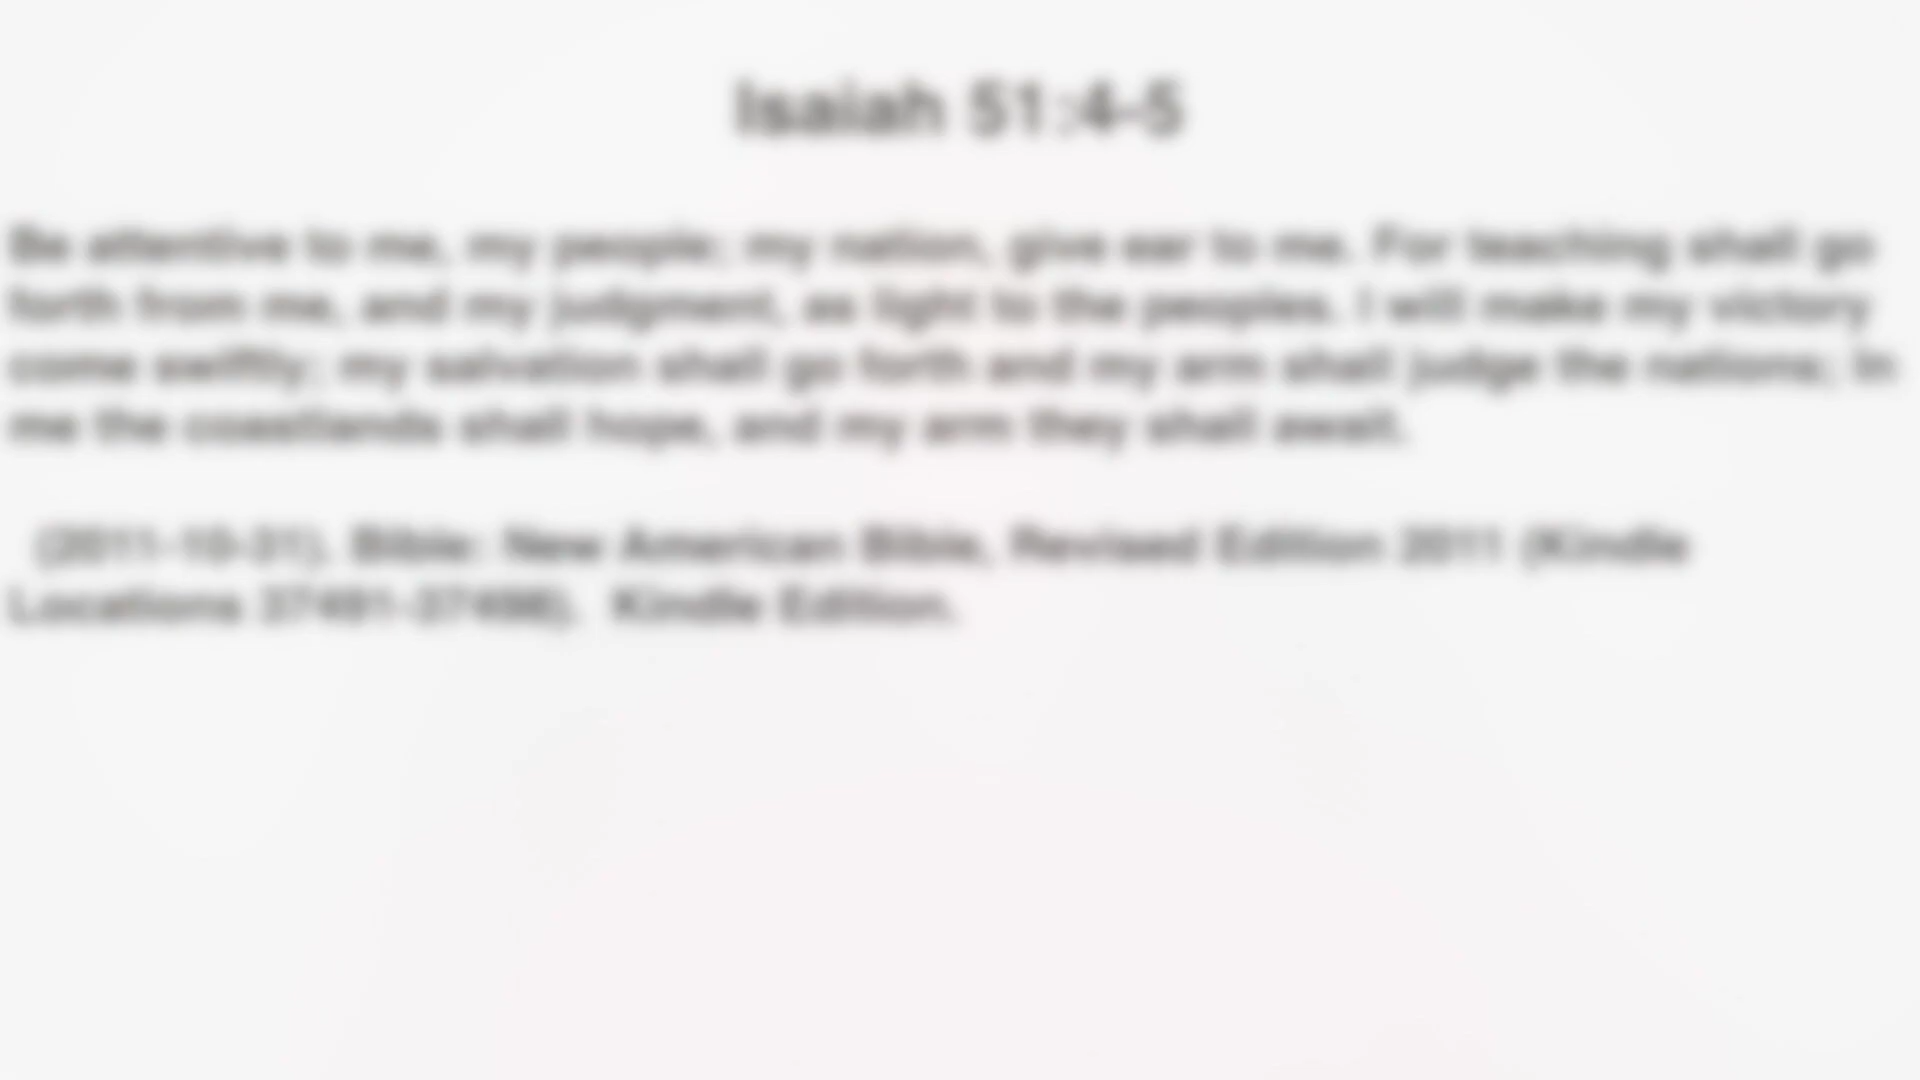 Isaiah 51:4-5
Be attentive to me, my people; my nation, give ear to me. For teaching shall go
forth from me, and my judgment, as light to the peoples. I will make my victory
come swiftly; my salvation shall go forth and my arm shall judge the nations; In
me the coastlands shall hope, and my arm they shall await.
(2011-10-31). Bible: New American Bible, Revised Edition 2011 (Kindle
Locations Kindle Edition.